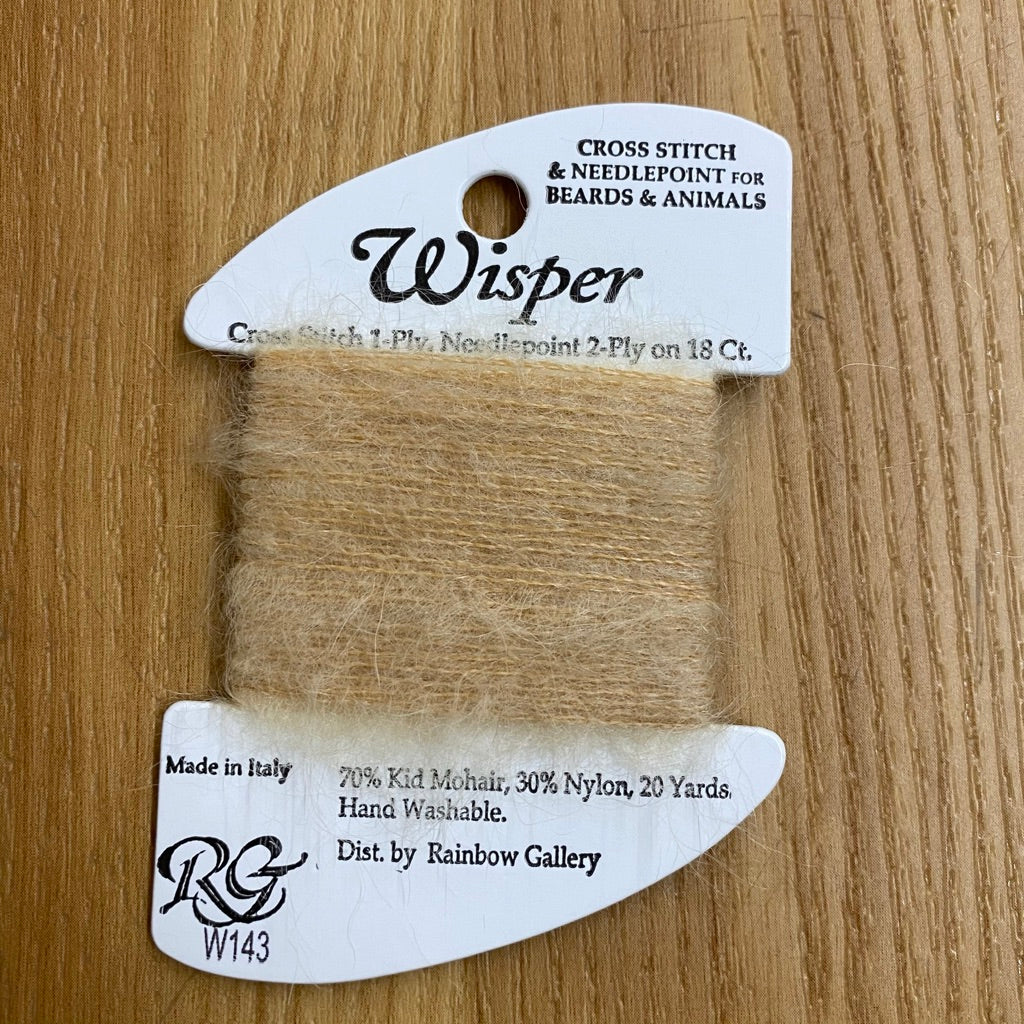 CROSS STITCH
& NEEDLEPOINT FOR
BEARDS & ANIMALS
Wisper
Cross Stitch 1-Ply, Needlepoint 2-Ply on 18 Ct.
Made in Italy
70% Kid Mohair, 30% Nylon, 20 Yards,
Hand Washable.
Dist. by Rainbow Gallery
RG
W143